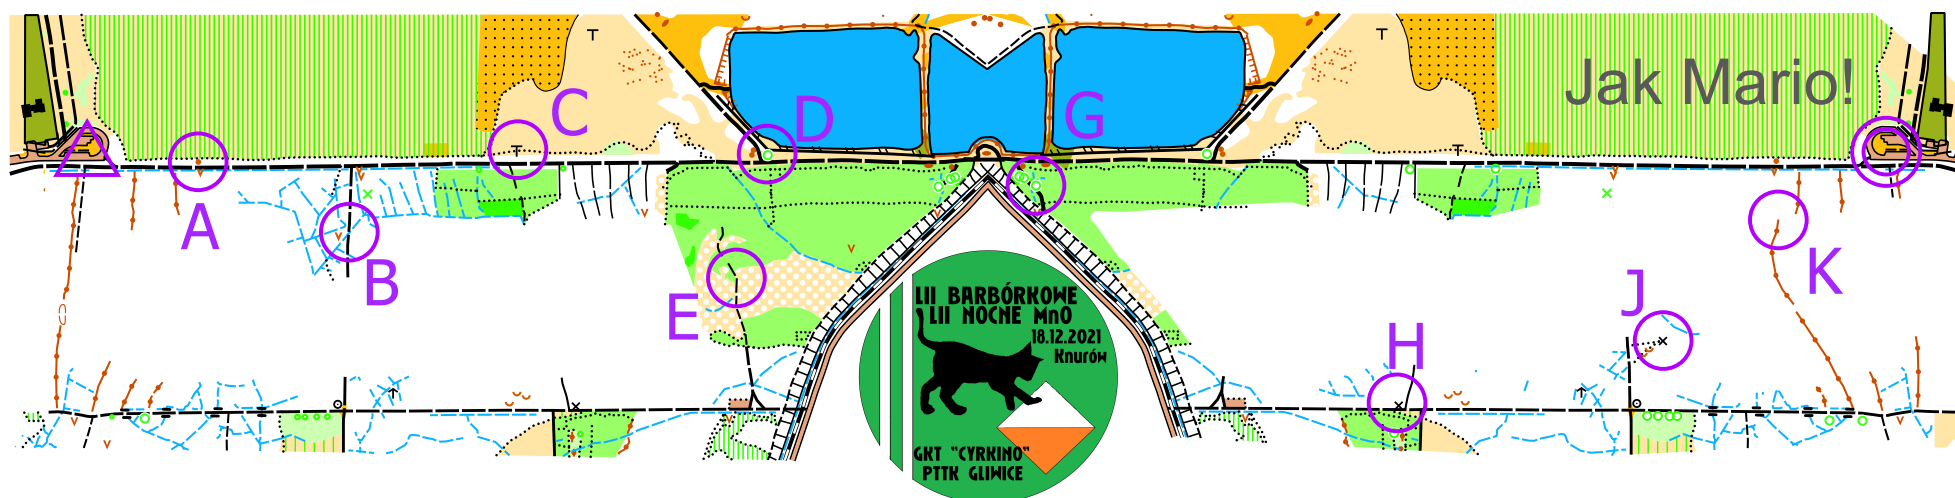 Jak Mario!
C
D
G
A
B
E
K
J
H
LII BARBÓRKOWE
LII NOCNE MnO
18.12.2021
Knurów
GKT "CYRKINO"
PTTK GLIWICE